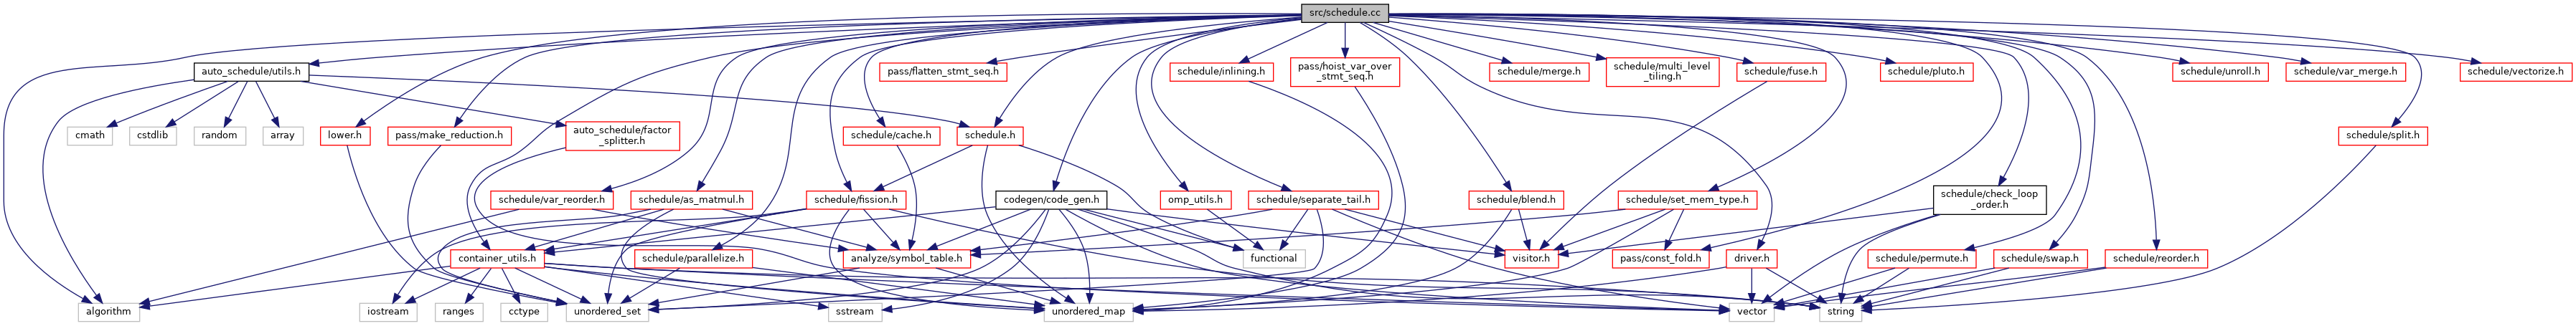 src/schedule.cc
auto_schedule/utils.h
pass/flatten_stmt_seq.h
schedule/inlining.h
pass/hoist_var_over
_stmt_seq.h
schedule/merge.h
schedule/multi_level
_tiling.h
schedule/fuse.h
schedule/pluto.h
schedule/unroll.h
schedule/var_merge.h
schedule/vectorize.h
cmath
cstdlib
random
array
lower.h
pass/make_reduction.h
auto_schedule/factor
_splitter.h
schedule/cache.h
schedule.h
schedule/split.h
schedule/var_reorder.h
schedule/as_matmul.h
schedule/fission.h
codegen/code_gen.h
omp_utils.h
schedule/separate_tail.h
schedule/blend.h
schedule/set_mem_type.h
schedule/check_loop
_order.h
container_utils.h
schedule/parallelize.h
analyze/symbol_table.h
functional
visitor.h
pass/const_fold.h
driver.h
schedule/permute.h
schedule/swap.h
schedule/reorder.h
algorithm
iostream
ranges
cctype
unordered_set
sstream
unordered_map
vector
string